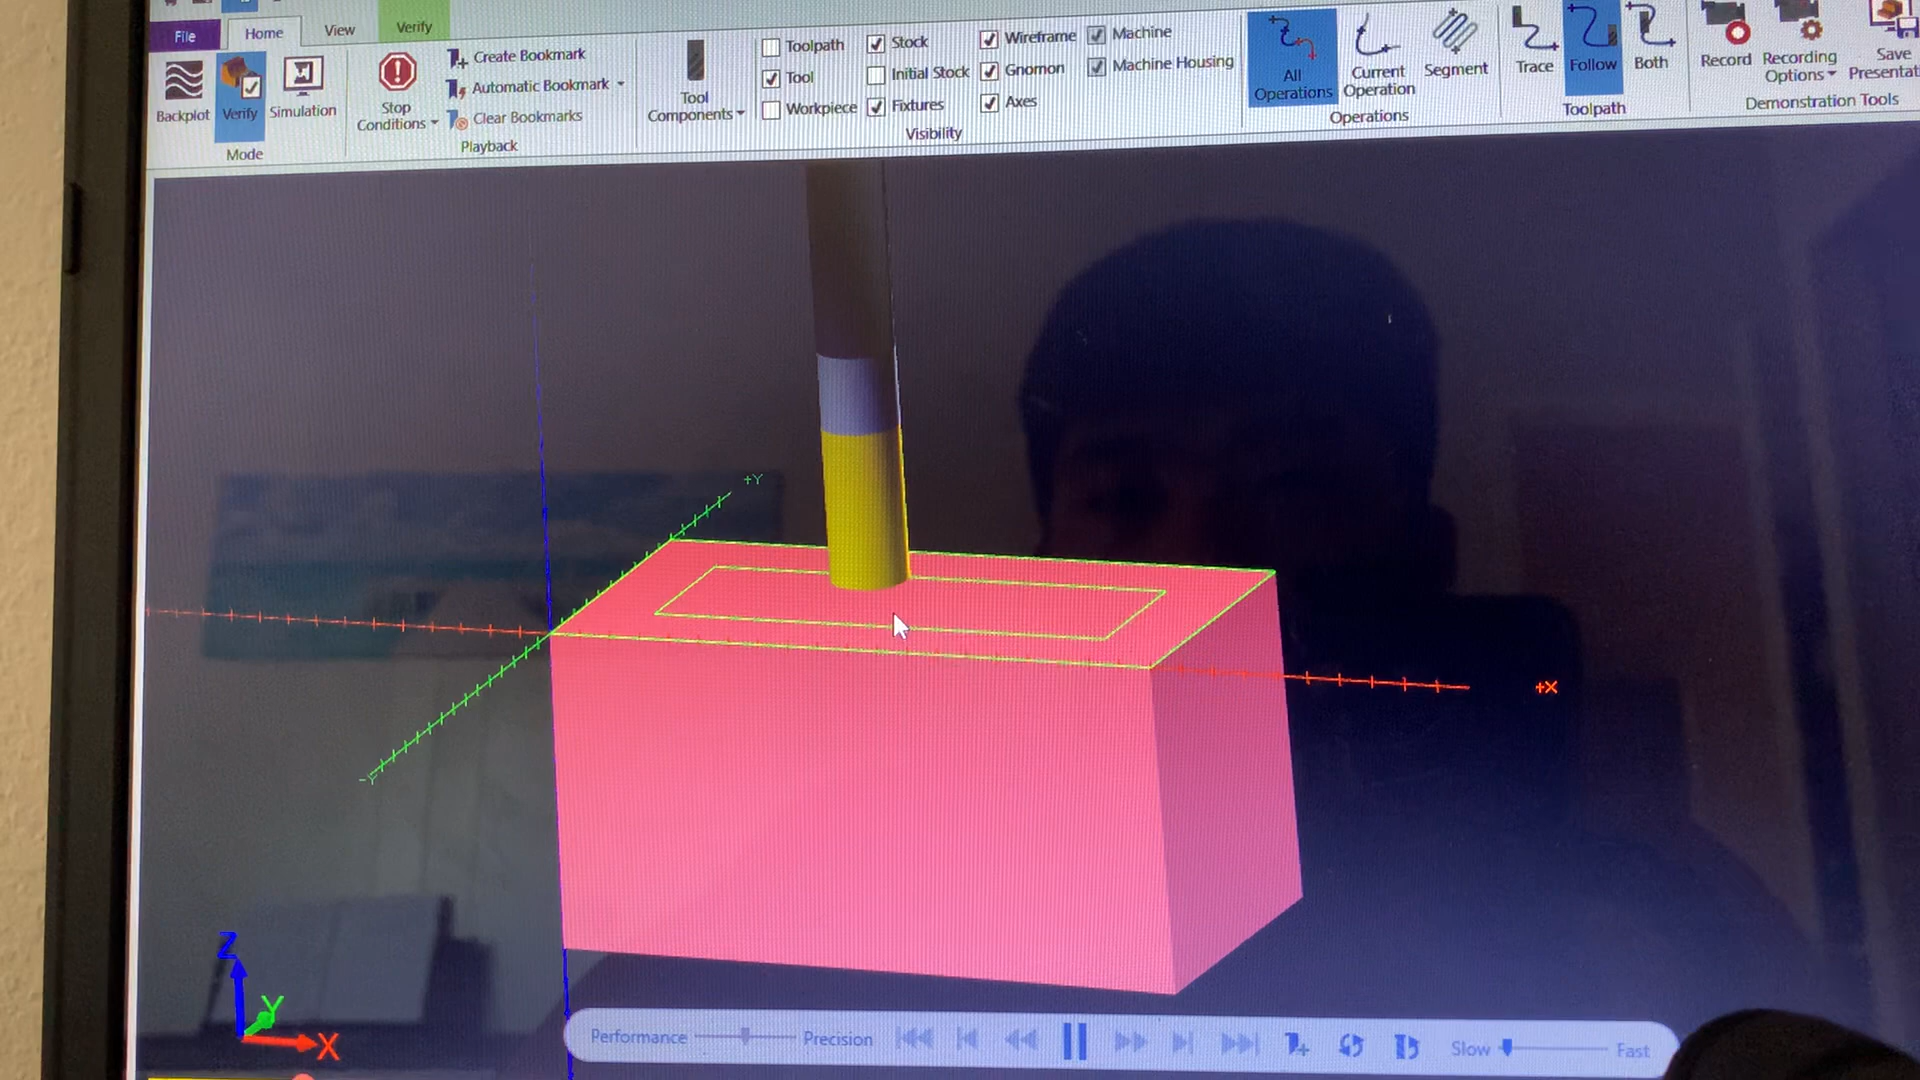 File
Home
View
Verify
Backplot
Verify
Simulation
Mode
Stop
Conditions
Create Bookmark
Automatic Bookmark
Clear Bookmarks
Playback
Tool
Components
Toolpath
Tool
Workpiece
Stock
Initial Stock
Fixtures
Wireframe
Gnomon
Axes
Machine
Machine Housing
Visibility
All
Operations
Current
Operation
Segment
Operations
Trace
Follow
Both
Toolpath
Record
Recording
Options
Save
Demonstration Tools
+Y
-Y
+X
Z
Y
X
Performance
Precision
Slow
Fast